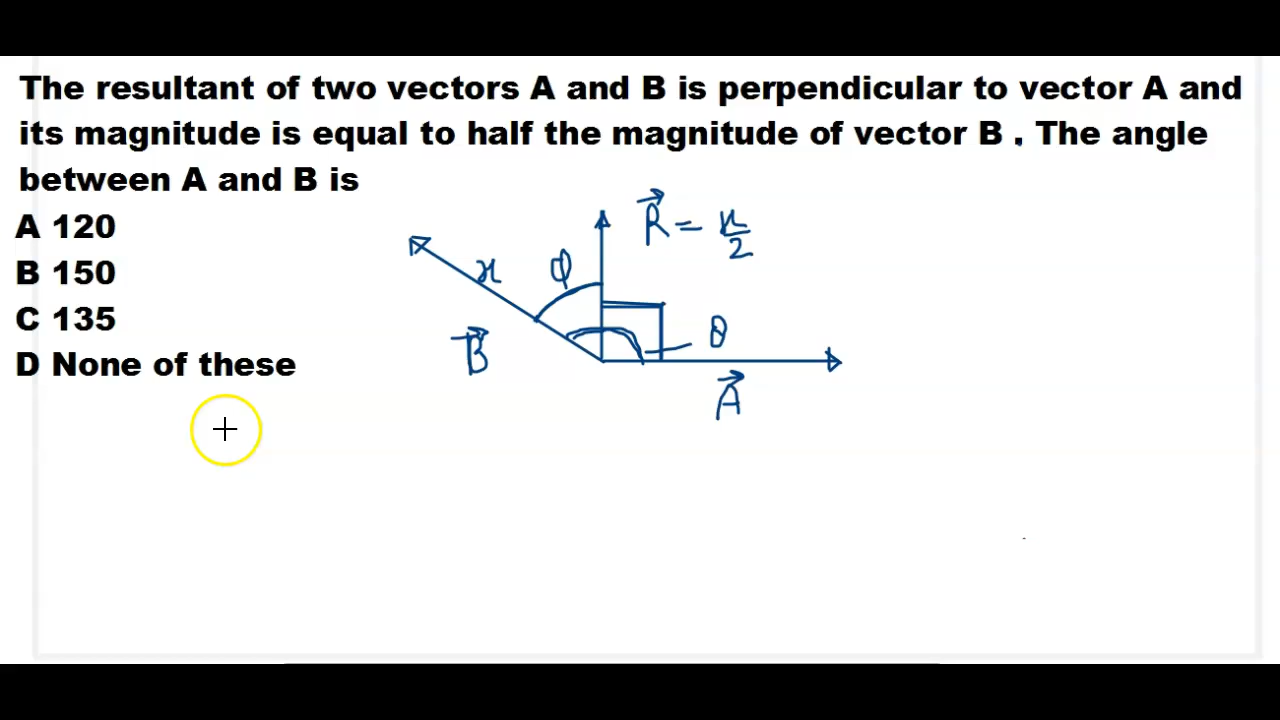 The resultant of two vectors A and B is perpendicular to vector A and
its magnitude is equal to half the magnitude of vector B . The angle
between A and B is
A 120
B 150
C 135
D None of these
R⃗ = x/2
x
ϕ
θ
B⃗
A⃗